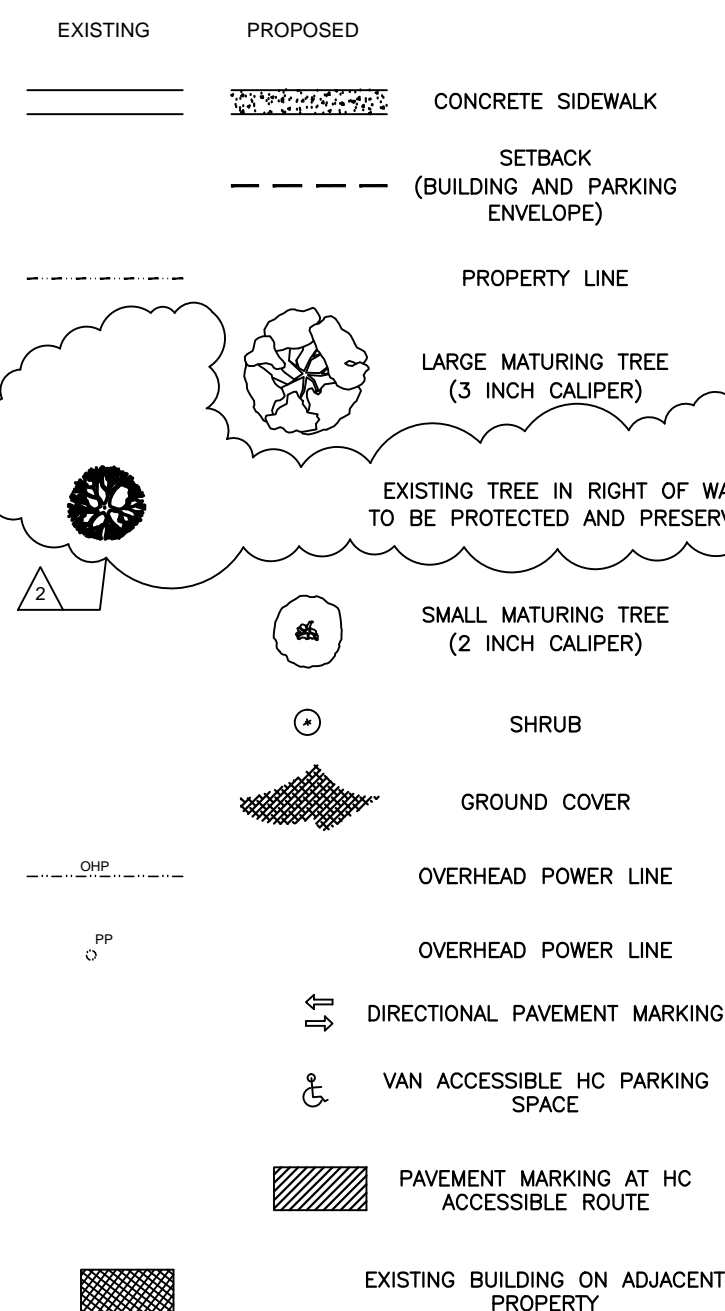 EXISTING PROPOSED
CONCRETE SIDEWALK
SETBACK
(BUILDING AND PARKING
ENVELOPE)
PROPERTY LINE
LARGE MATURING TREE
(3 INCH CALIPER)
EXISTING TREE IN RIGHT OF WA
TO BE PROTECTED AND PRESERV
2
SMALL MATURING TREE
(2 INCH CALIPER)
SHRUB
GROUND COVER
OHP
OVERHEAD POWER LINE
PP
OVERHEAD POWER LINE
DIRECTIONAL PAVEMENT MARKING
VAN ACCESSIBLE HC PARKING
SPACE
PAVEMENT MARKING AT HC
ACCESSIBLE ROUTE
EXISTING BUILDING ON ADJACENT
PROPERTY